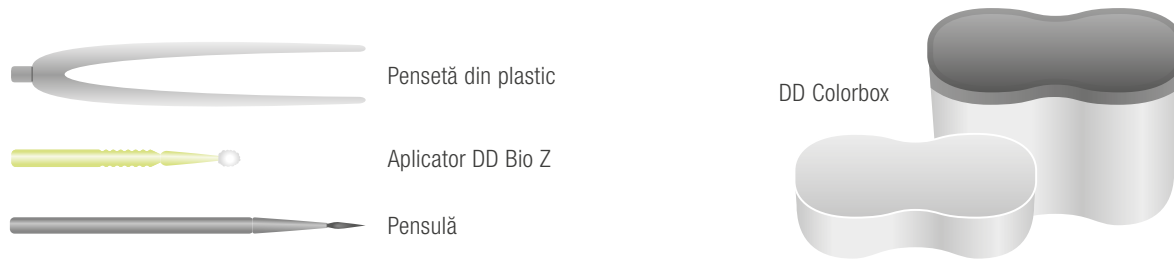 Pensetă din plastic
DD Colorbox
Aplicator DD Bio Z
Pensulă